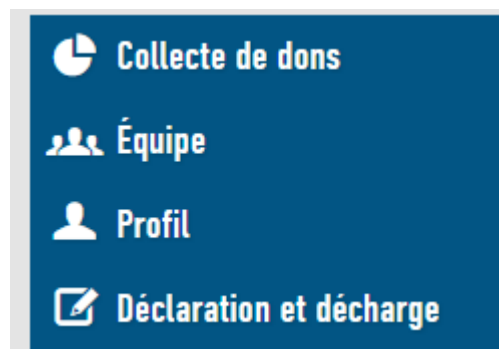 Collecte de dons
Équipe
Profil
Déclaration et décharge